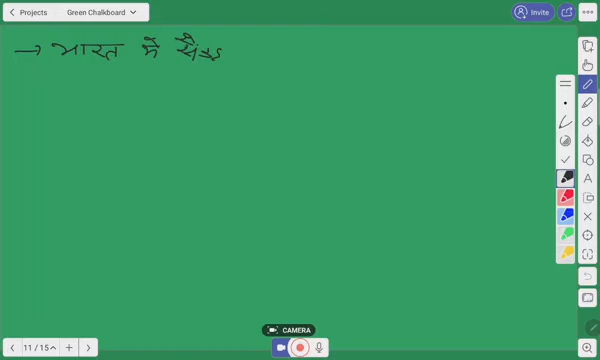 Projects
Green Chalkboard
Invite
→ भारत में
A
11 / 15
CAMERA